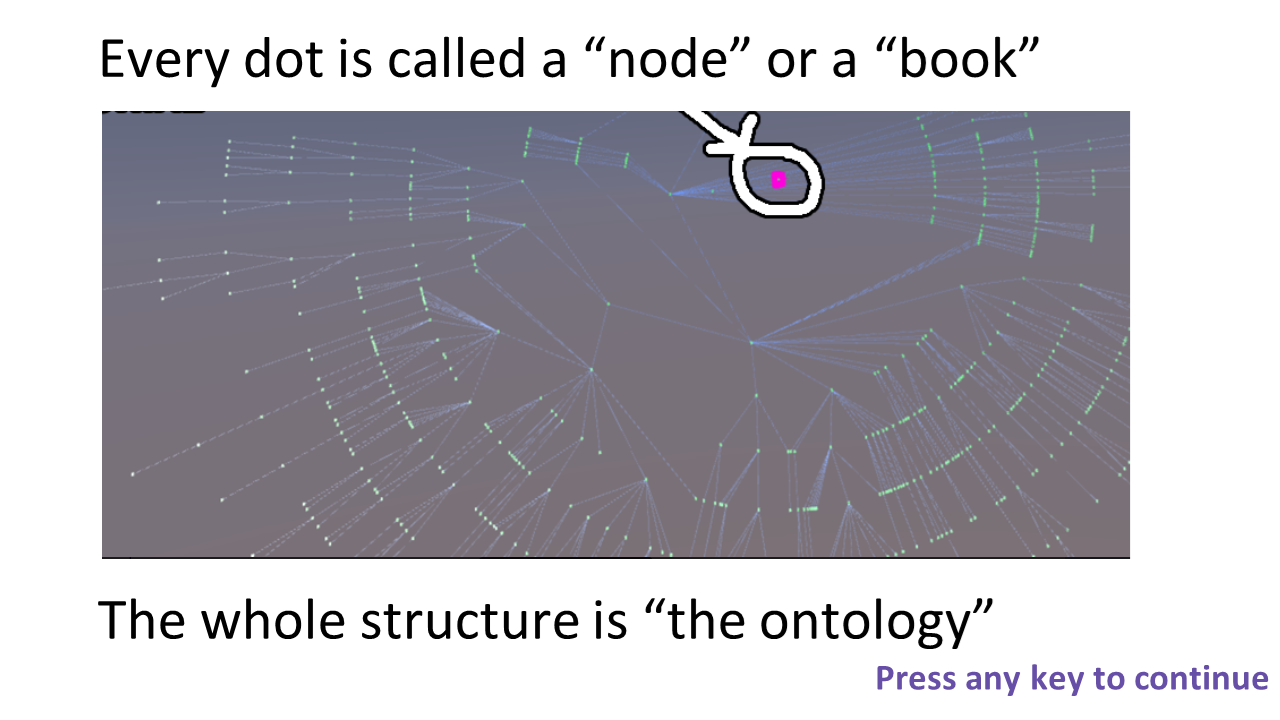 Every dot is called a “node” or a “book”
The whole structure is “the ontology”
Press any key to continue